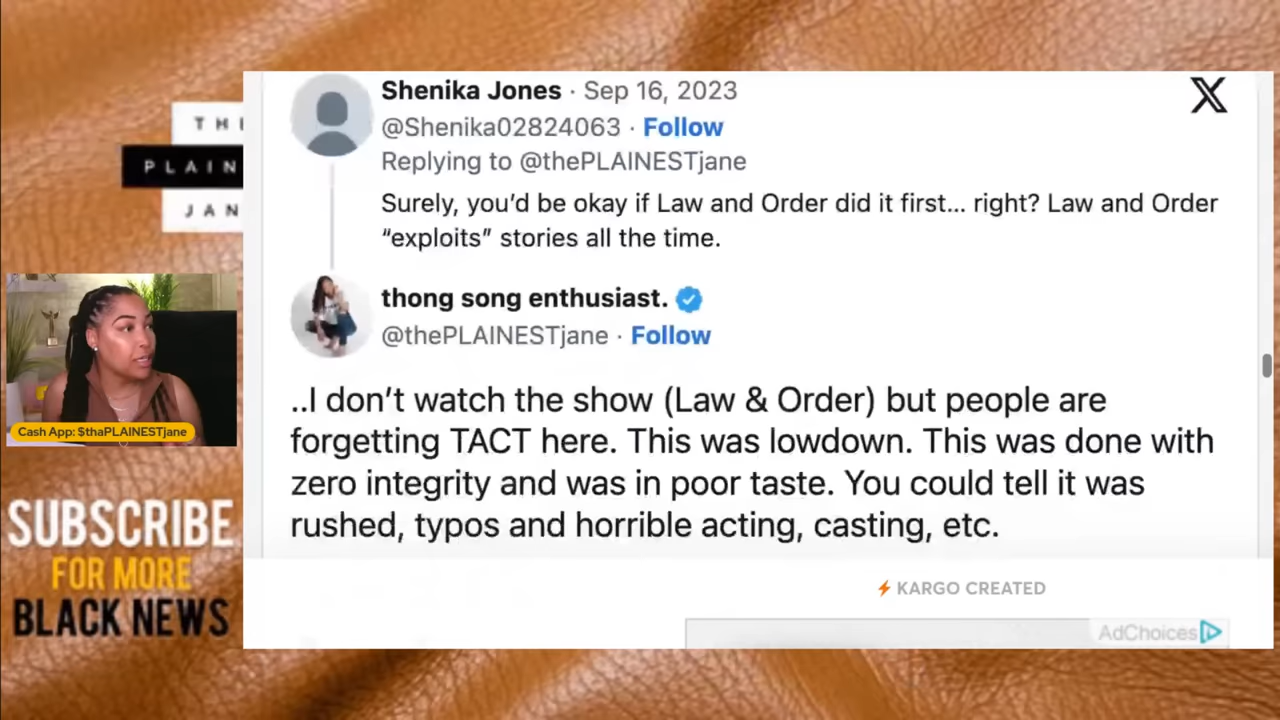 THE
PLAIN
JAN
Cash App: $thaPLAINESTjane
SUBSCRIBE
FOR MORE
BLACK NEWS
Shenika Jones · Sep 16, 2023
@Shenika02824063 · Follow
Replying to @thePLAINESTjane
Surely, you’d be okay if Law and Order did it first... right? Law and Order
“exploits” stories all the time.
thong song enthusiast.
@thePLAINESTjane · Follow
..I don’t watch the show (Law & Order) but people are
forgetting TACT here. This was lowdown. This was done with
zero integrity and was in poor taste. You could tell it was
rushed, typos and horrible acting, casting, etc.
KARGO CREATED
AdChoices